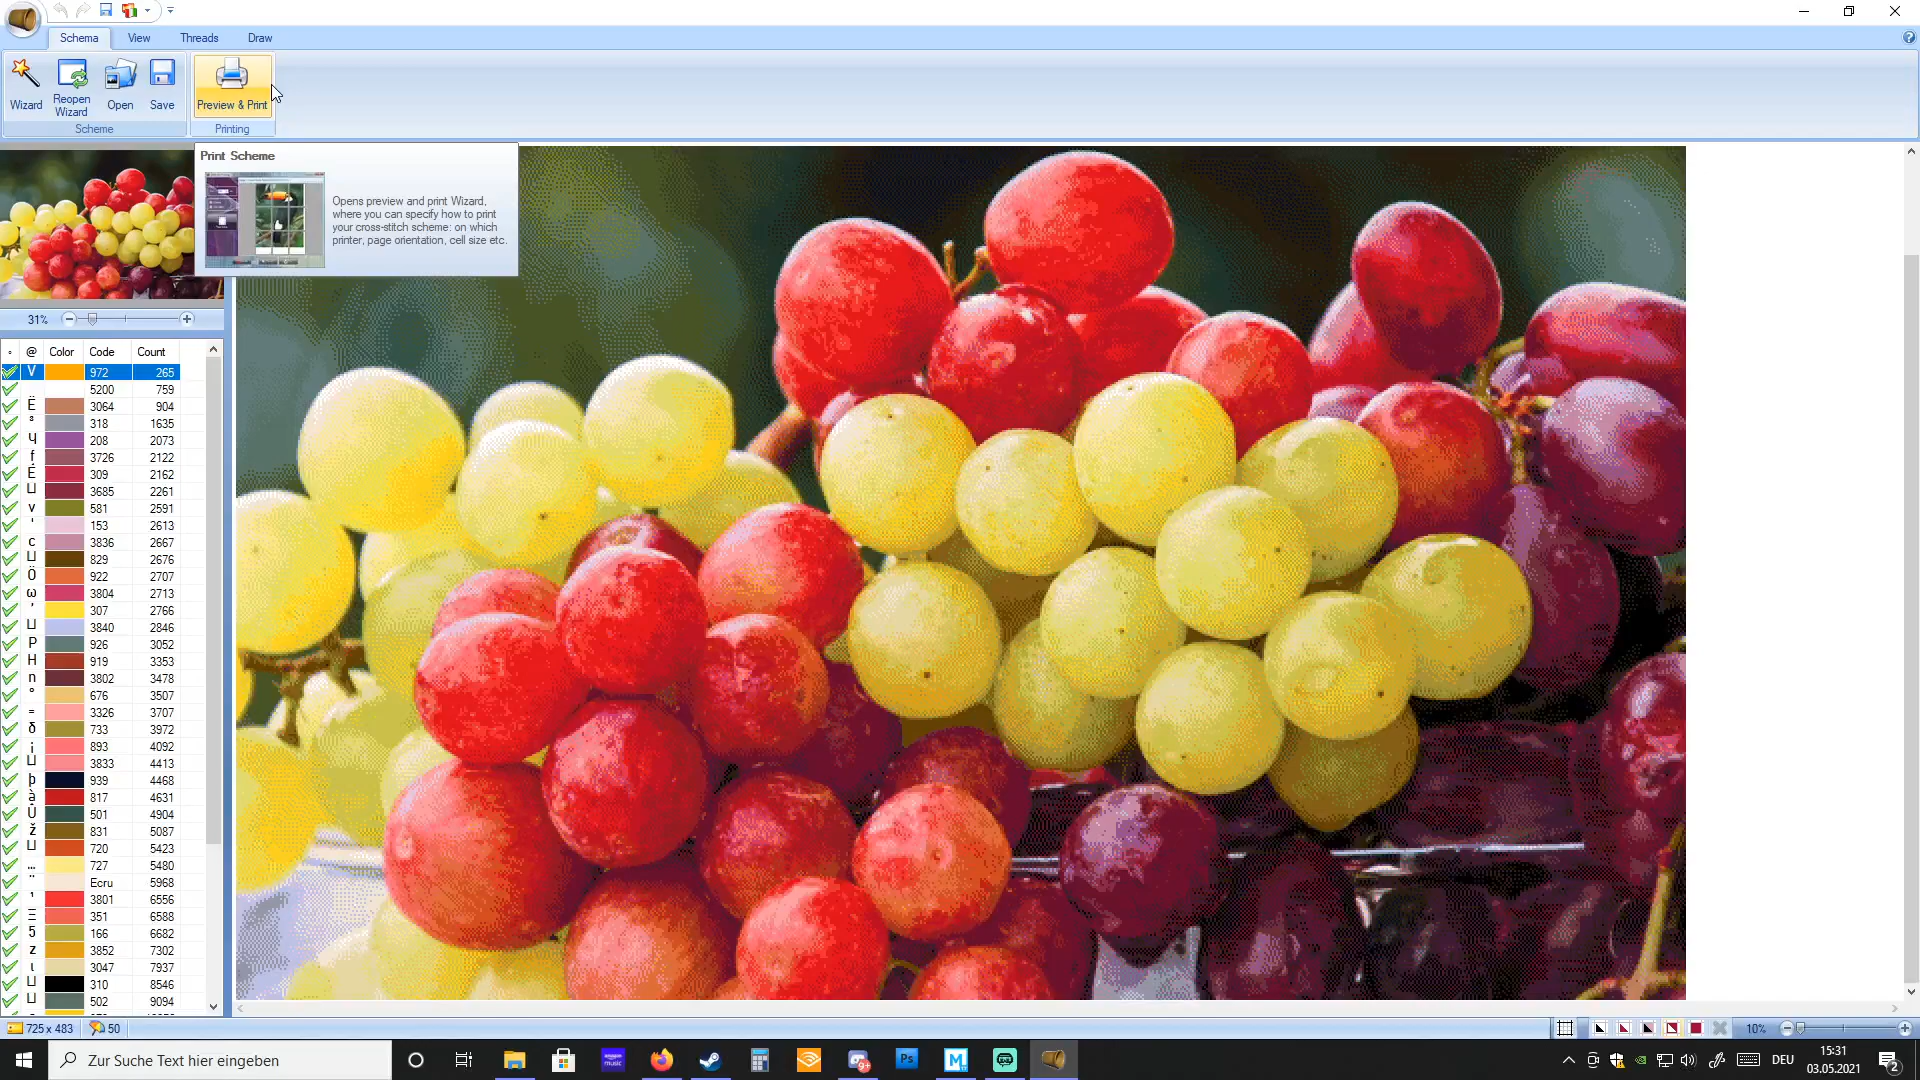 Schema View Threads Draw
Wizard Reopen Wizard Open Save Preview & Print
Scheme Printing
Print Scheme
Opens preview and print Wizard,
where you can specify how to print
your cross-stitch scheme: on which
printer, page orientation, cell size etc.
31%
@ Color Code Count
V 972 265
5200 759
Ë 3064 904
318 1635
Ч 208 2073
f 3726 2122
É 309 2162
⊔ 3685 2261
v 581 2591
' 153 2613
c 3836 2667
⊔ 829 2676
Ö 922 2707
ω 3804 2713
' 307 2766
⊔ 3840 2846
P 926 3052
H 919 3353
n 3802 3478
° 676 3507
= 3326 3707
δ 733 3972
¡ 893 4092
⊔ 3833 4413
þ 939 4468
à 817 4631
Ü 501 4904
ž 831 5087
⊔ 720 5423
... 727 5480
¨ Ecru 5968
3801 6556
Ξ 351 6588
5 166 6682
z 3852 7302
ι 3047 7937
⊔ 310 8546
⊔ 502 9094
725 x 483 50
10%
Zur Suche Text hier eingeben
amazon music
9+
Ps
DEU
15:31
03.05.2021
2